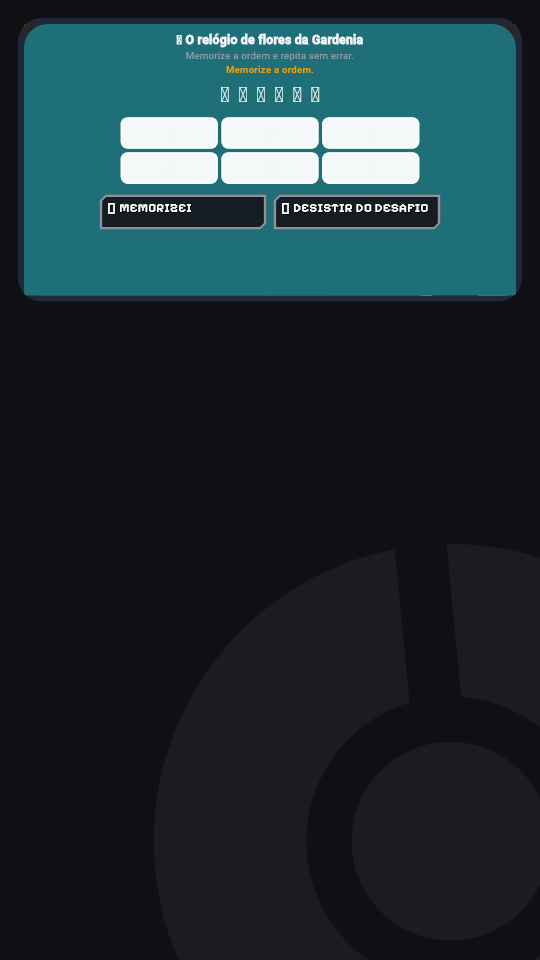 O relógio de flores da Gardenia
Memorize a ordem e repita sem errar.
Memorize a ordem.
MEMORIZEI
DESISTIR DO DESAFIO